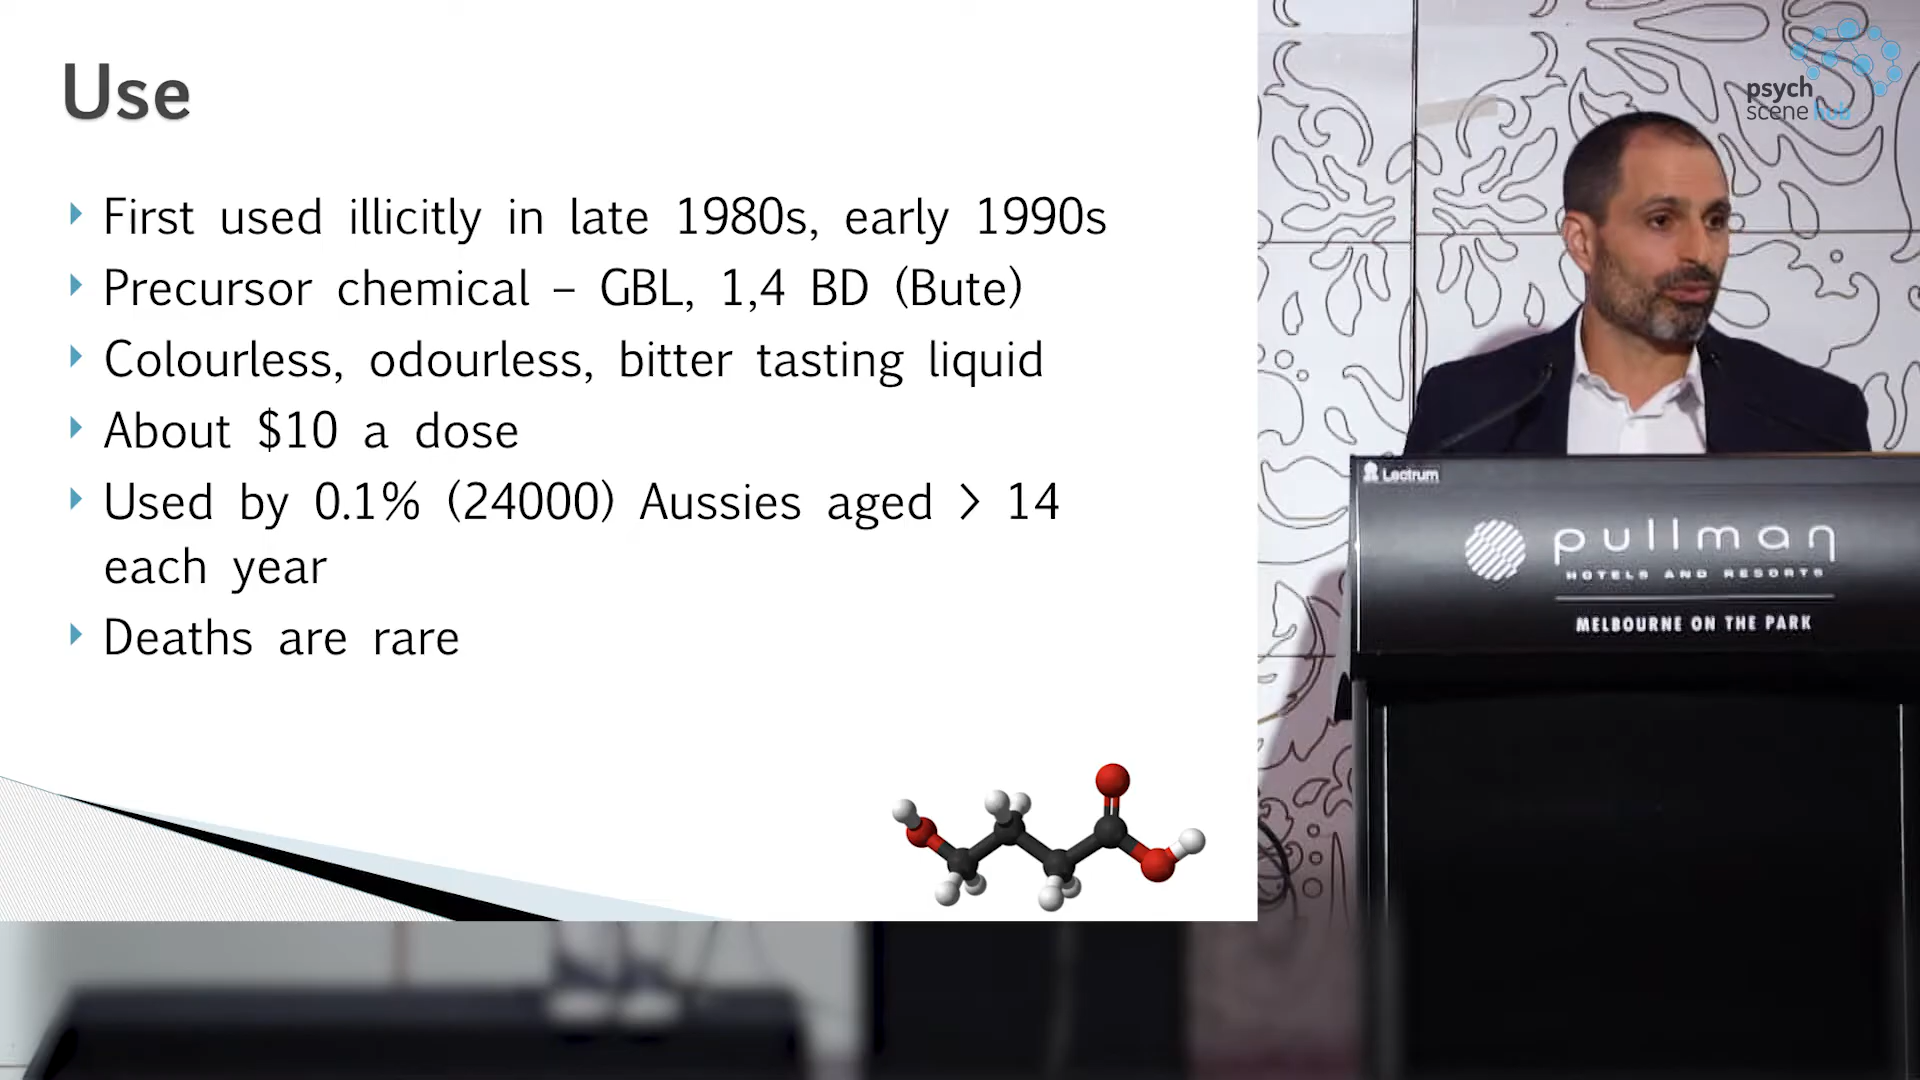 Use
First used illicitly in late 1980s, early 1990s
Precursor chemical – GBL, 1,4 BD (Bute)
Colourless, odourless, bitter tasting liquid
About $10 a dose
Used by 0.1% (24000) Aussies aged > 14
each year
Deaths are rare
psych
scene hub
Lectrum
pullman
HOTELS AND RESORTS
MELBOURNE ON THE PARK